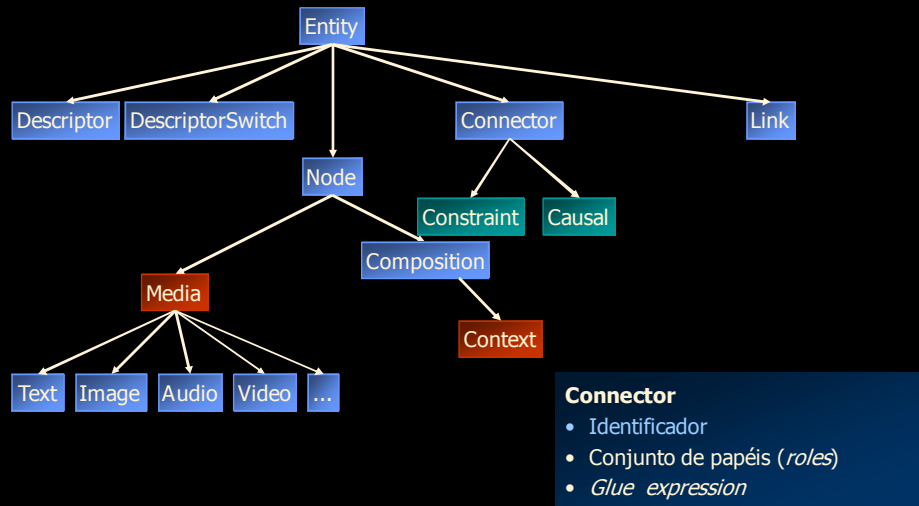 Entity
Descriptor
DescriptorSwitch
Connector
Link
Node
Constraint
Causal
Composition
Media
Context
Text
Image
Audio
Video
...
Connector
• Identificador
• Conjunto de papéis (roles)
• Glue expression